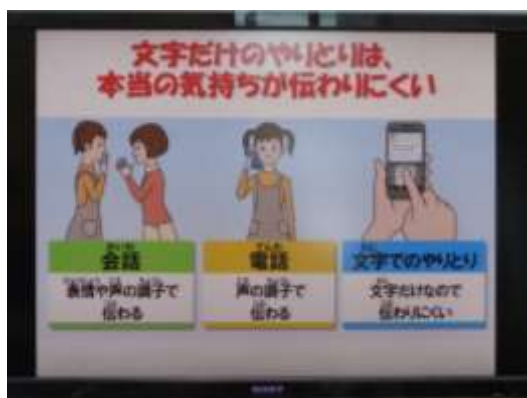 文字だけのやりとりは、
本当の気持ちが伝わりにくい
会話
表情や声の調子で
伝わる
電話
声の調子で
伝わる
文字でのやりとり
文字だけなので
伝わりにくい
SONY